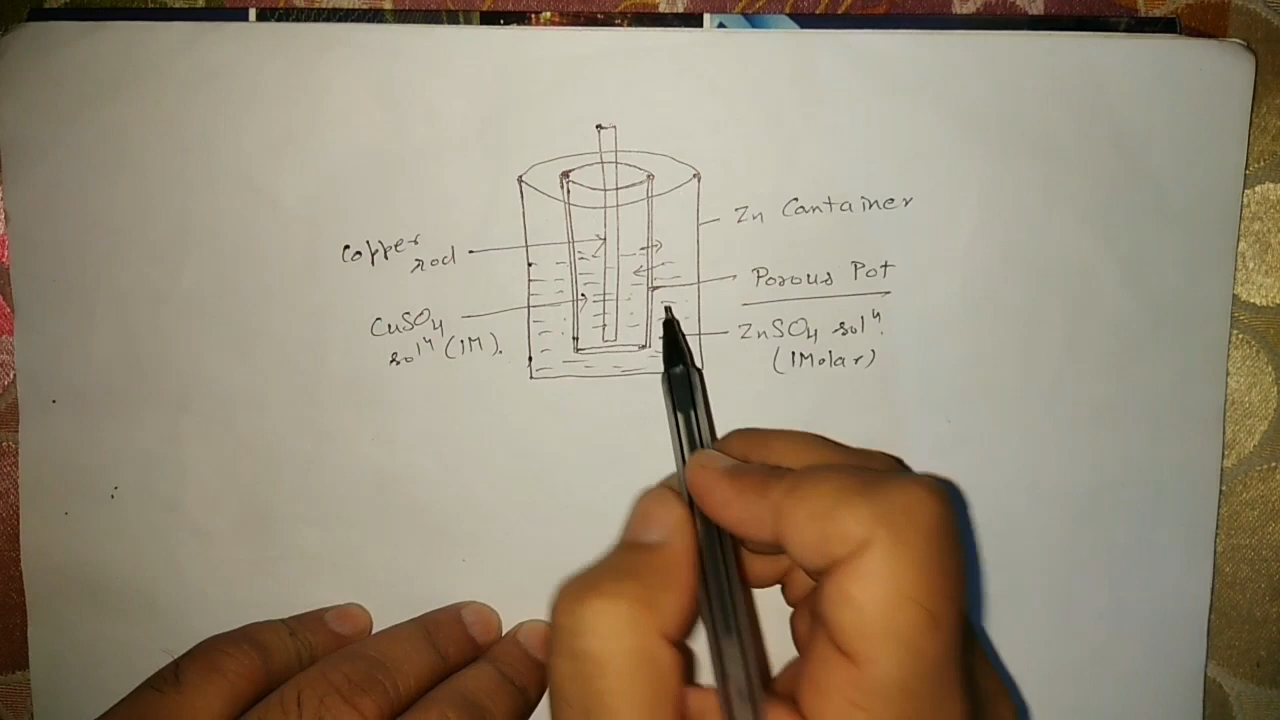 Zn Container
Copper
rod
Porous Pot
CuSO4
solⁿ (1M).
ZnSO4 solⁿ.
(1Molar)